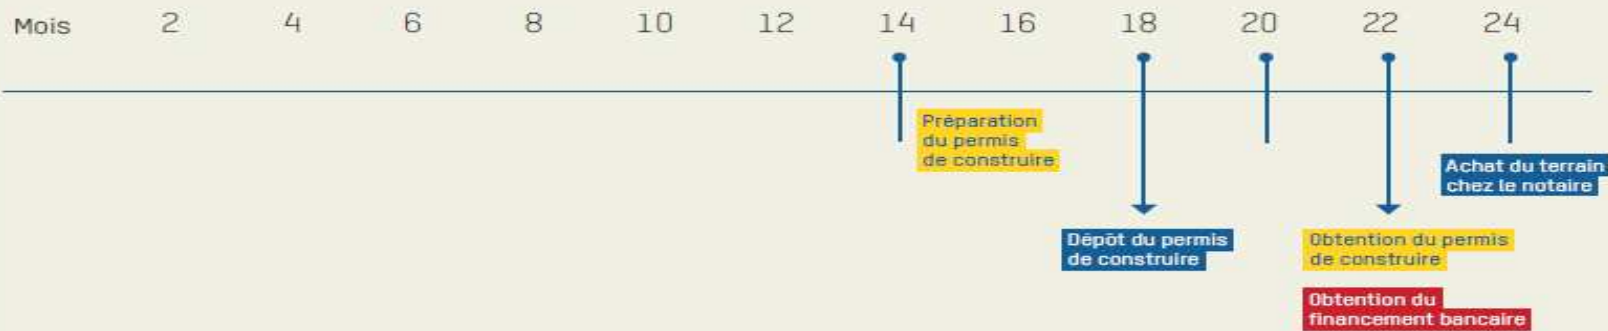 Mois 2 4 6 8 10 12 14 16 18 20 22 24
Préparation
du permis
de construire
Achat du terrain
chez le notaire
Dépôt du permis
de construire
Obtention du permis
de construire
Obtention du
financement bancaire